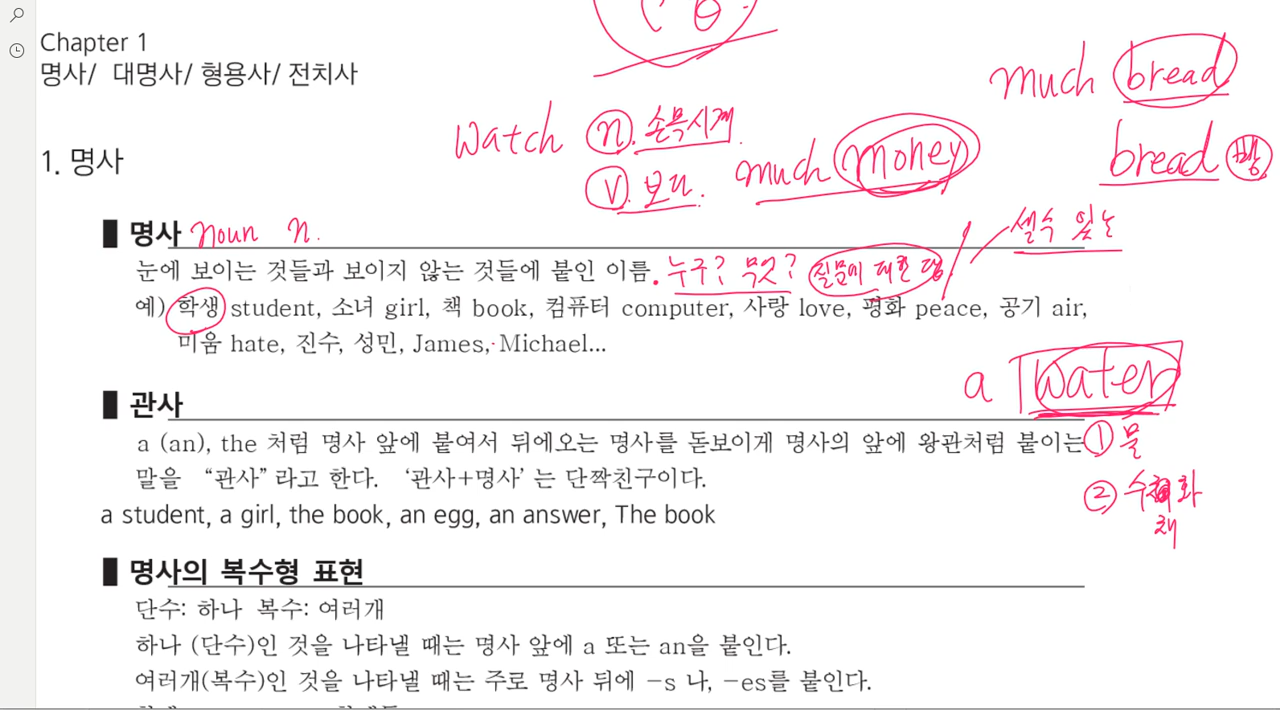 Chapter 1
명사/ 대명사/ 형용사/ 전치사
much bread
watch n. 손목시계.
v. 보다.
much money
bread 빵
1. 명사
명사 noun n.
셀수 있는
눈에 보이는 것들과 보이지 않는 것들에 붙인 이름. 누구? 무엇? 질문에 대한 답
예) 학생 student, 소녀 girl, 책 book, 컴퓨터 computer, 사랑 love, 평화 peace, 공기 air,
미움 hate, 진수, 성민, James, Michael...
a water
관사
a (an), the 처럼 명사 앞에 붙여서 뒤에오는 명사를 돋보이게 명사의 앞에 왕관처럼 붙이는
① 물
말을 “관사”라고 한다. ‘관사+명사’ 는 단짝친구이다.
② 수채화
채
a student, a girl, the book, an egg, an answer, The book
명사의 복수형 표현
단수: 하나 복수: 여러개
하나 (단수)인 것을 나타낼 때는 명사 앞에 a 또는 an을 붙인다.
여러개(복수)인 것을 나타낼 때는 주로 명사 뒤에 -s 나, -es를 붙인다.